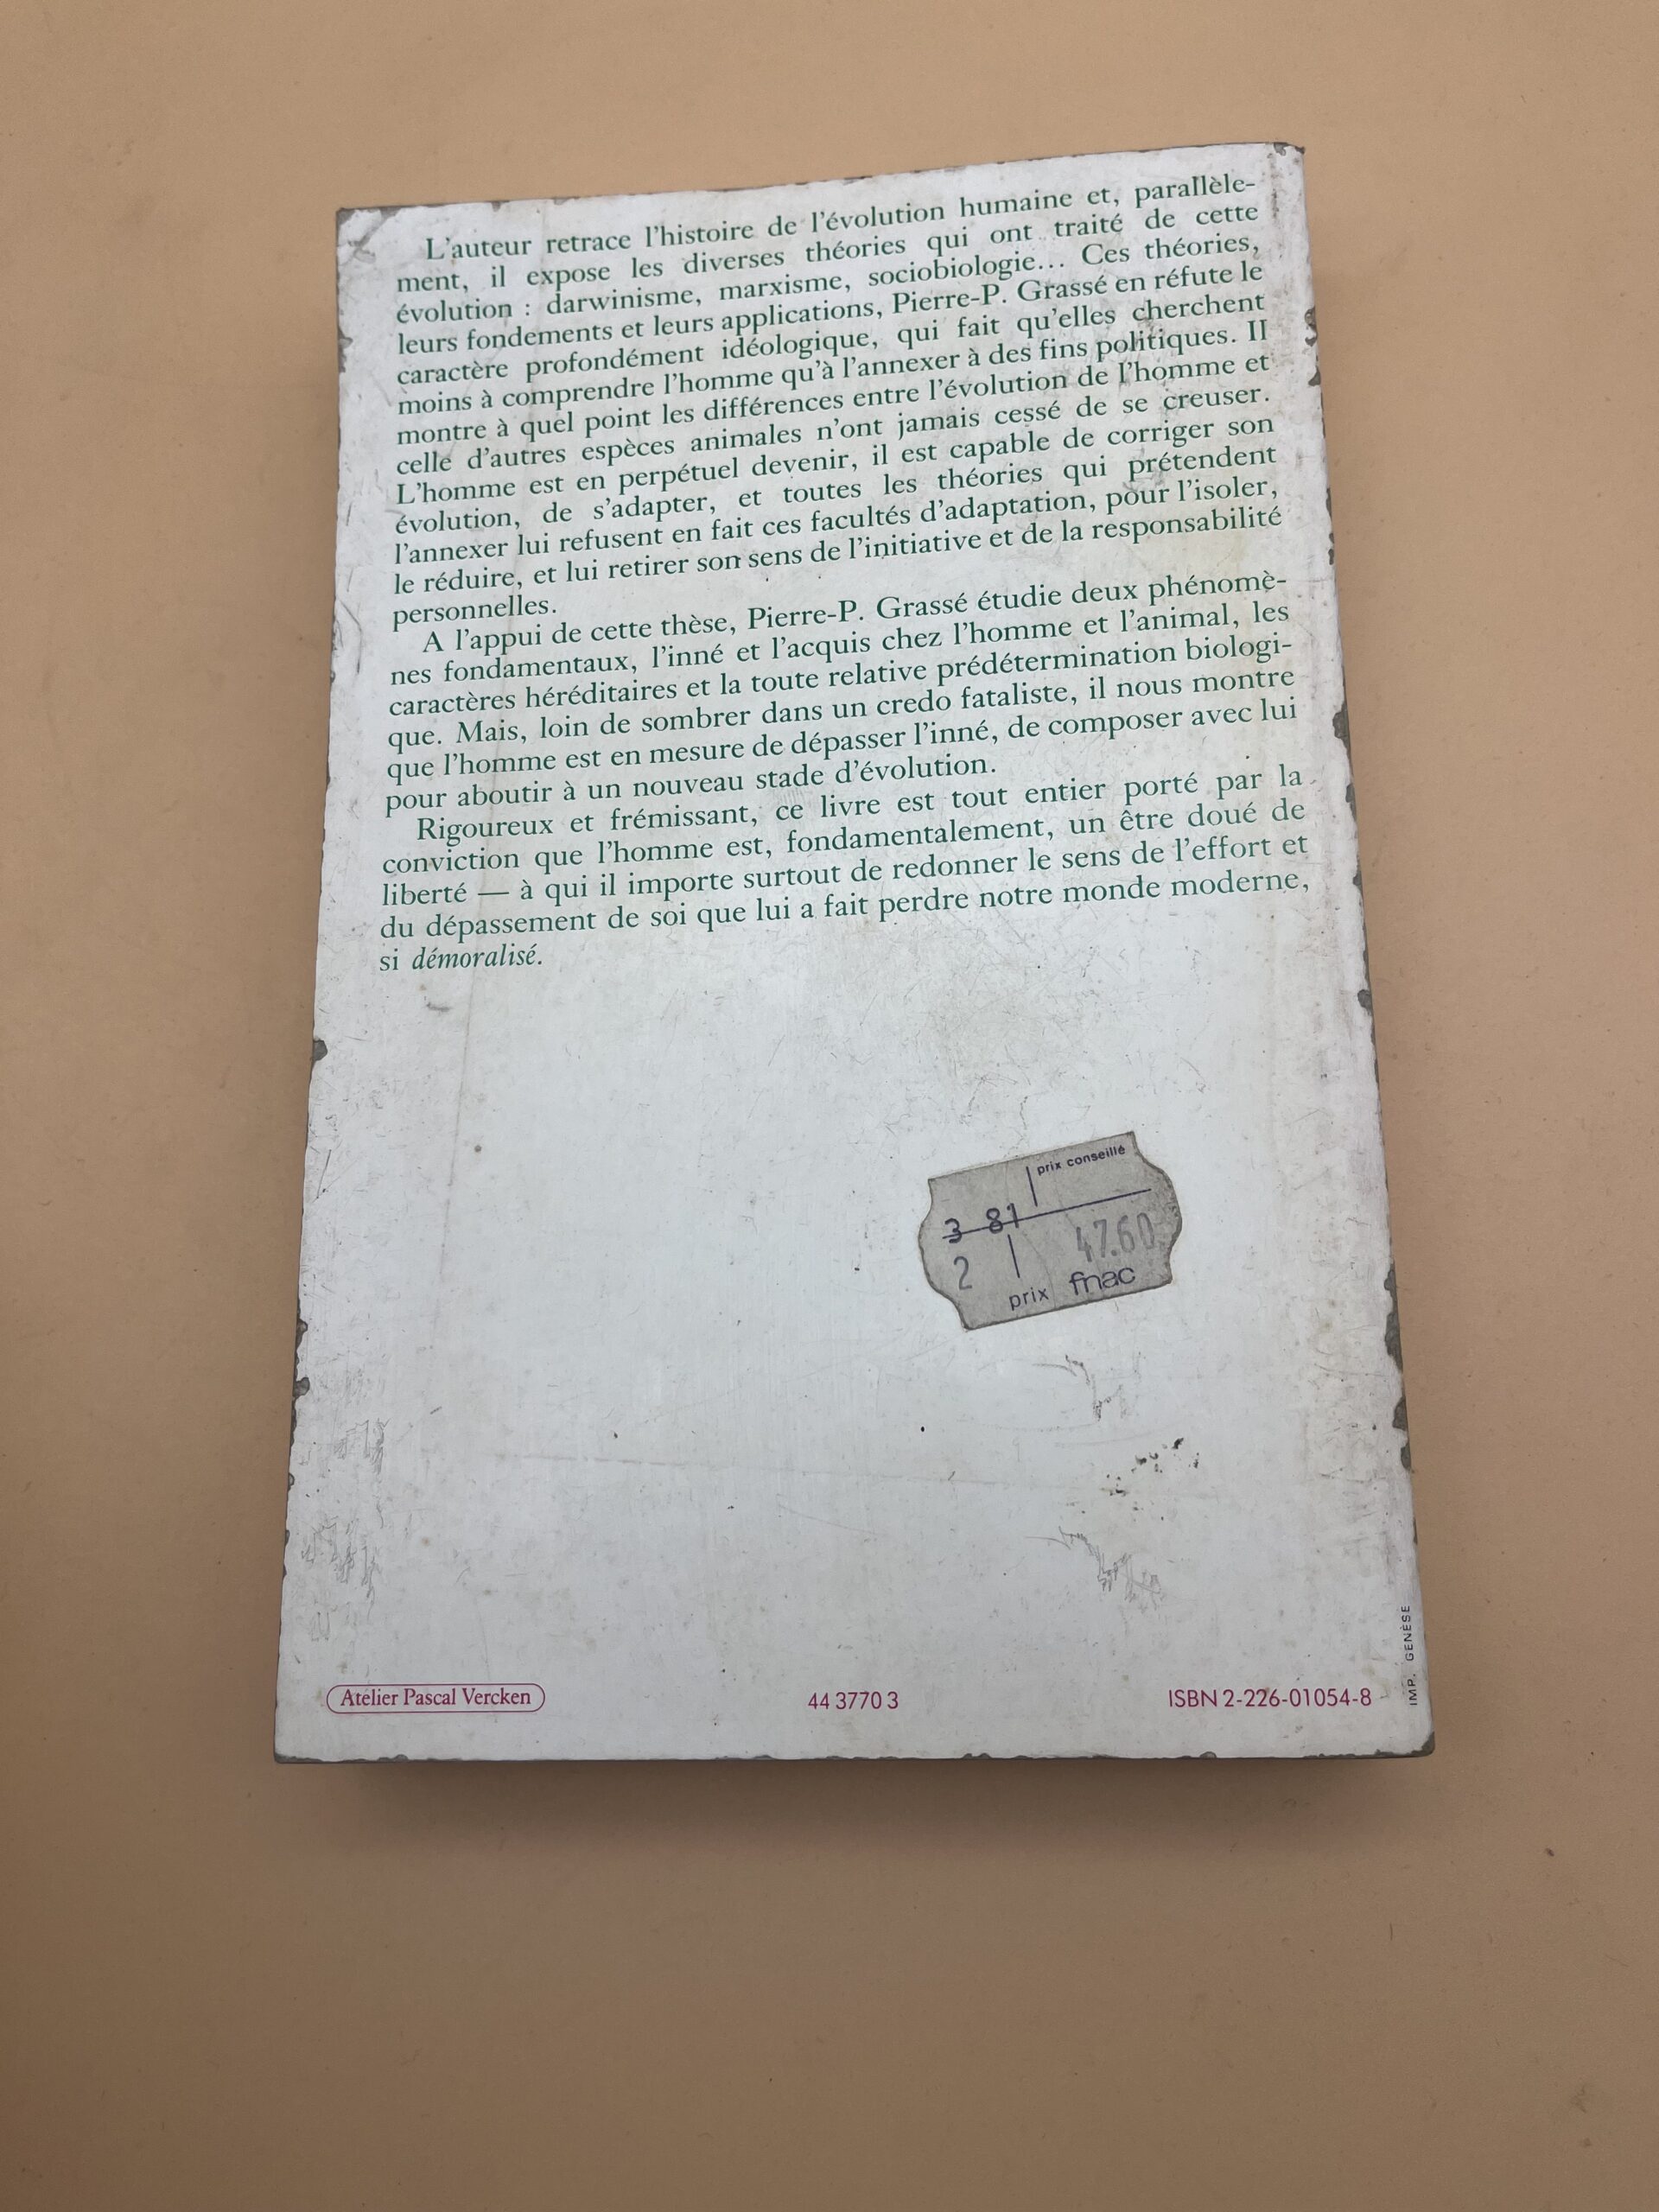 L'auteur retrace l'histoire de l'évolution humaine et, parallèle-
ment, il expose les diverses théories qui ont traité de cette
évolution : darwinisme, marxisme, sociobiologie... Ces théories,
leurs fondements et leurs applications, Pierre-P. Grassé en réfute le
caractère profondément idéologique, qui fait qu'elles cherchent
moins à comprendre l'homme qu'à l'annexer à des fins politiques. Il
montre à quel point les différences entre l'évolution de l'homme et
celle d'autres espèces animales n'ont jamais cessé de se creuser.
L'homme est en perpétuel devenir, il est capable de corriger son
évolution, de s'adapter, et toutes les théories qui prétendent
l'annexer lui refusent en fait ces facultés d'adaptation, pour l'isoler,
le réduire, et lui retirer son sens de l'initiative et de la responsabilité
personnelles.
A l'appui de cette thèse, Pierre-P. Grassé étudie deux phénomè-
nes fondamentaux, l'inné et l'acquis chez l'homme et l'animal, les
caractères héréditaires et la toute relative prédétermination biologi-
que. Mais, loin de sombrer dans un credo fataliste, il nous montre
que l'homme est en mesure de dépasser l'inné, de composer avec lui
pour aboutir à un nouveau stade d'évolution.
Rigoureux et frémissant, ce livre est tout entier porté par la
conviction que l'homme est, fondamentalement, un être doué de
liberté — à qui il importe surtout de redonner le sens de l'effort et
du dépassement de soi que lui a fait perdre notre monde moderne,
si démoralisé.
prix conseillé
3 81
2 47.60
prix fnac
Atelier Pascal Vercken
44 3770 3
ISBN 2-226-01054-8
IMP. GENÈSE